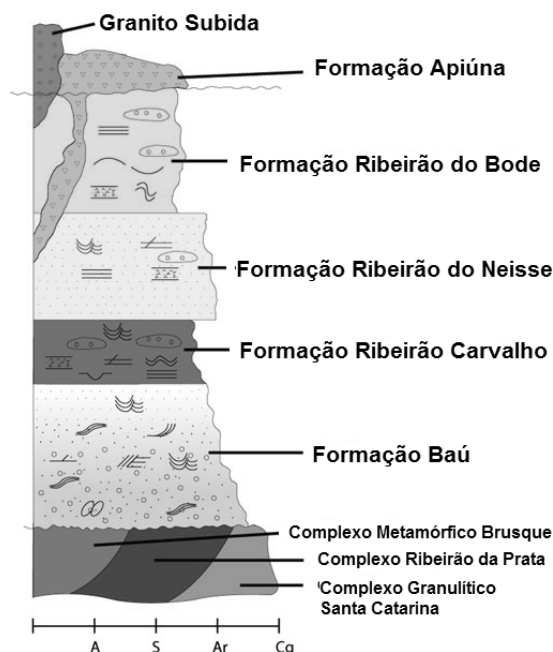 Granito Subida
Formação Apiúna
Formação Ribeirão do Bode
Formação Ribeirão do Neisse
Formação Ribeirão Carvalho
Formação Baú
Complexo Metamórfico Brusque
Complexo Ribeirão da Prata
Complexo Granulítico
Santa Catarina
A S Ar Cg